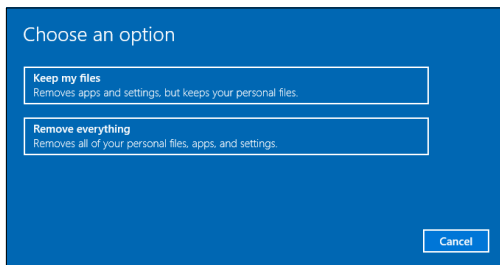 Choose an option
Keep my files
Removes apps and settings, but keeps your personal files.
Remove everything
Removes all of your personal files, apps, and settings.
Cancel